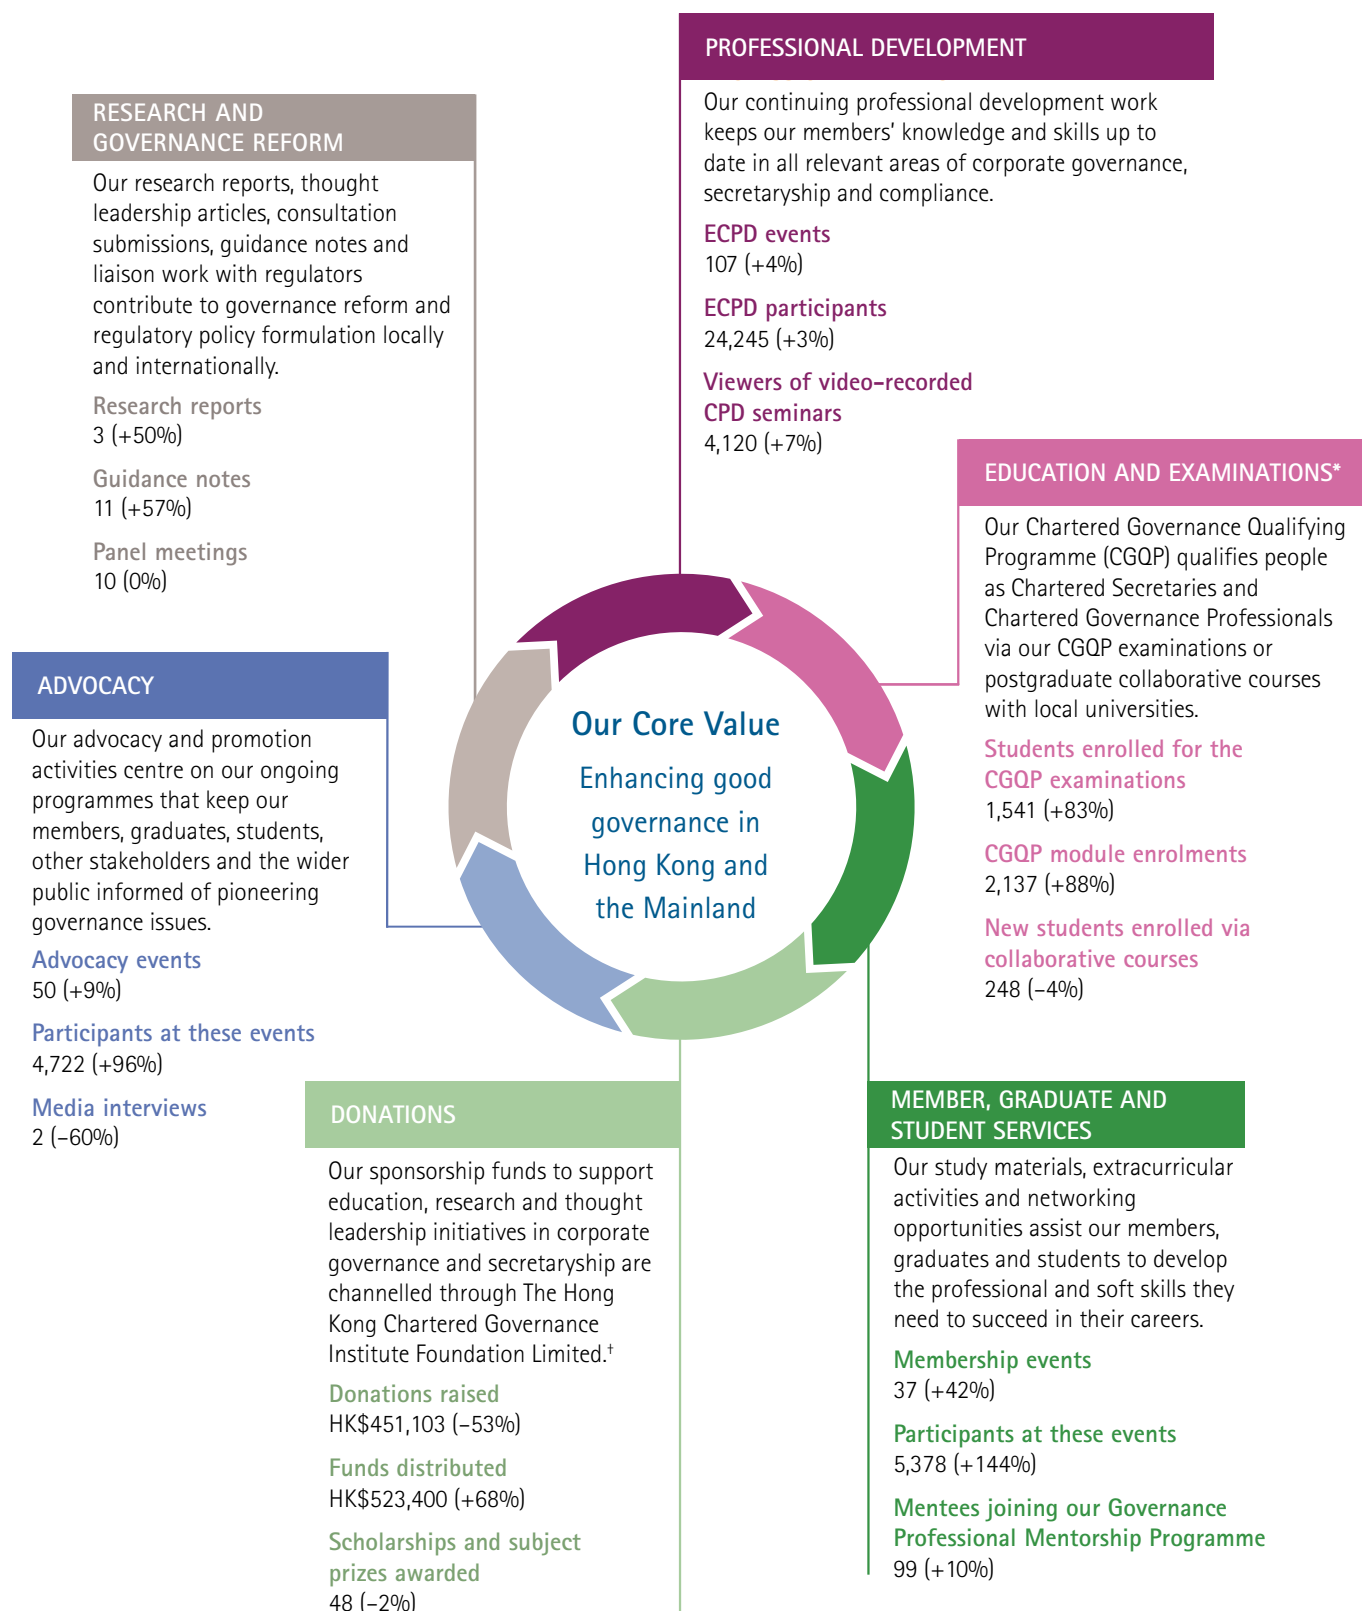 PROFESSIONAL DEVELOPMENT
Our continuing professional development work
keeps our members' knowledge and skills up to
date in all relevant areas of corporate governance,
secretaryship and compliance.
ECPD events
107 (+4%)
ECPD participants
24,245 (+3%)
Viewers of video-recorded
CPD seminars
4,120 (+7%)
RESEARCH AND
GOVERNANCE REFORM
Our research reports, thought
leadership articles, consultation
submissions, guidance notes and
liaison work with regulators
contribute to governance reform and
regulatory policy formulation locally
and internationally.
Research reports
3 (+50%)
Guidance notes
11 (+57%)
Panel meetings
10 (0%)
EDUCATION AND EXAMINATIONS*
Our Chartered Governance Qualifying
Programme (CGQP) qualifies people
as Chartered Secretaries and
Chartered Governance Professionals
via our CGQP examinations or
postgraduate collaborative courses
with local universities.
Students enrolled for the
CGQP examinations
1,541 (+83%)
CGQP module enrolments
2,137 (+88%)
New students enrolled via
collaborative courses
248 (−4%)
ADVOCACY
Our advocacy and promotion
activities centre on our ongoing
programmes that keep our
members, graduates, students,
other stakeholders and the wider
public informed of pioneering
governance issues.
Advocacy events
50 (+9%)
Participants at these events
4,722 (+96%)
Media interviews
2 (−60%)
Our Core Value
Enhancing good
governance in
Hong Kong and
the Mainland
DONATIONS
Our sponsorship funds to support
education, research and thought
leadership initiatives in corporate
governance and secretaryship are
channelled through The Hong
Kong Chartered Governance
Institute Foundation Limited.†
Donations raised
HK$451,103 (−53%)
Funds distributed
HK$523,400 (+68%)
Scholarships and subject
prizes awarded
48 (−2%)
MEMBER, GRADUATE AND
STUDENT SERVICES
Our study materials, extracurricular
activities and networking
opportunities assist our members,
graduates and students to develop
the professional and soft skills they
need to succeed in their careers.
Membership events
37 (+42%)
Participants at these events
5,378 (+144%)
Mentees joining our Governance
Professional Mentorship Programme
99 (+10%)